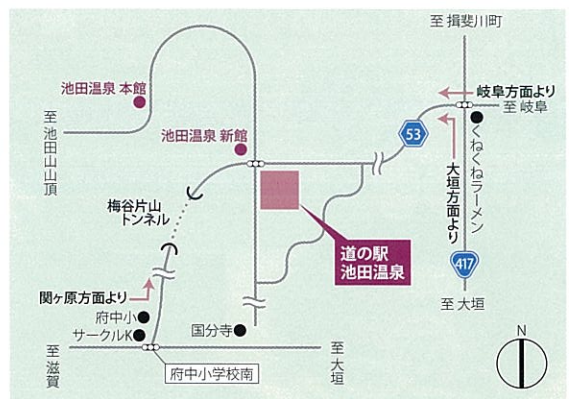 至 揖斐川町
池田温泉 本館
岐阜方面より
至 岐阜
至 池田山山頂
池田温泉 新館
53
くねくねラーメン
大垣方面より
梅谷片山
トンネル
道の駅
池田温泉
417
関ヶ原方面より
至 大垣
府中小
サークルK
国分寺
至 滋賀
府中小学校南
至 大垣
N